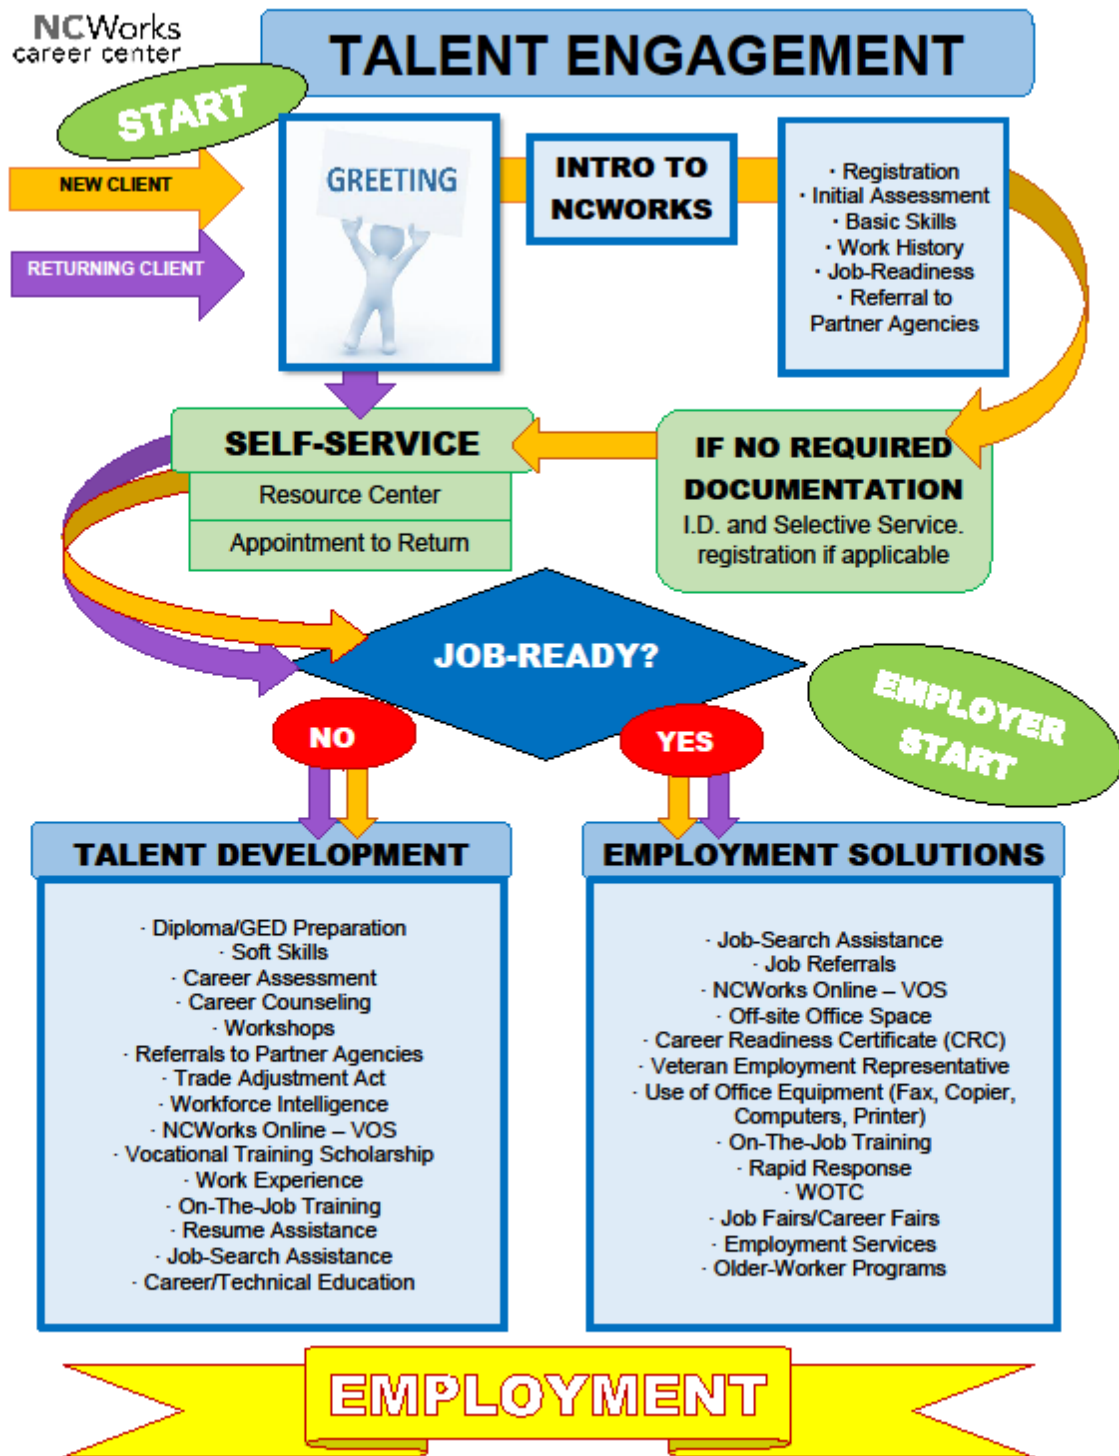 NCWorks
career center
TALENT ENGAGEMENT
START
NEW CLIENT
RETURNING CLIENT
GREETING
INTRO TO
NCWORKS
· Registration
· Initial Assessment
· Basic Skills
· Work History
· Job-Readiness
· Referral to
Partner Agencies
SELF-SERVICE
Resource Center
Appointment to Return
IF NO REQUIRED
DOCUMENTATION
I.D. and Selective Service.
registration if applicable
JOB-READY?
EMPLOYER
START
NO
YES
TALENT DEVELOPMENT
· Diploma/GED Preparation
· Soft Skills
· Career Assessment
· Career Counseling
· Workshops
· Referrals to Partner Agencies
· Trade Adjustment Act
· Workforce Intelligence
· NCWorks Online – VOS
· Vocational Training Scholarship
· Work Experience
· On-The-Job Training
· Resume Assistance
· Job-Search Assistance
· Career/Technical Education
EMPLOYMENT SOLUTIONS
· Job-Search Assistance
· Job Referrals
· NCWorks Online – VOS
· Off-site Office Space
· Career Readiness Certificate (CRC)
· Veteran Employment Representative
· Use of Office Equipment (Fax, Copier,
Computers, Printer)
· On-The-Job Training
· Rapid Response
· WOTC
· Job Fairs/Career Fairs
· Employment Services
· Older-Worker Programs
EMPLOYMENT